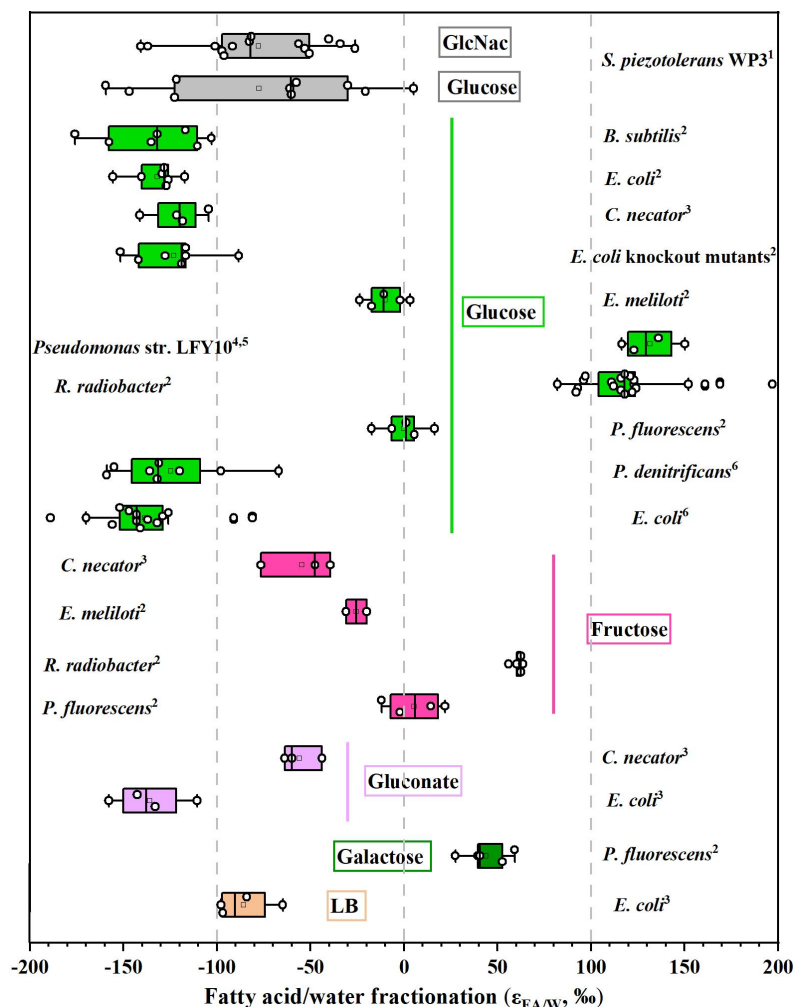 GlcNac
S. piezotolerans WP3¹
Glucose
B. subtilis²
E. coli²
C. necator³
E. coli knockout mutants²
E. meliloti²
Glucose
Pseudomonas str. LFY10⁴,⁵
R. radiobacter²
P. fluorescens²
P. denitrificans⁶
E. coli⁶
C. necator³
E. meliloti²
Fructose
R. radiobacter²
P. fluorescens²
C. necator³
Gluconate
E. coli³
Galactose
P. fluorescens²
LB
E. coli³
-200 -150 -100 -50 0 50 100 150 200
Fatty acid/water fractionation (ε_FA/W, ‰)